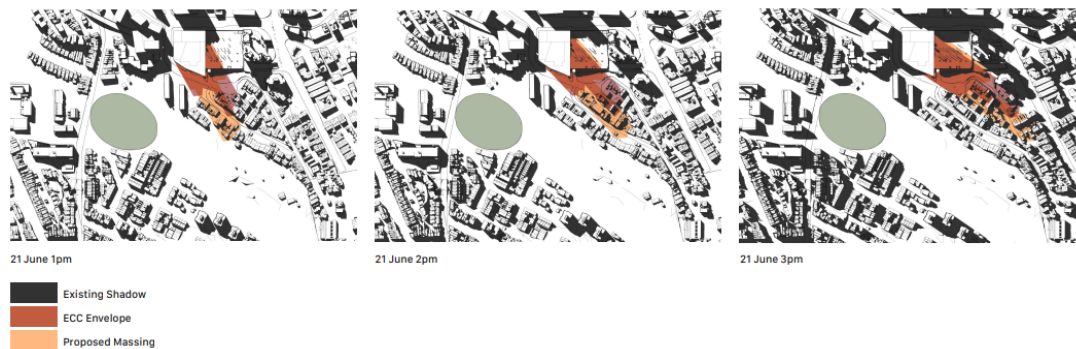 21 June 1pm
21 June 2pm
21 June 3pm
Existing Shadow
ECC Envelope
Proposed Massing